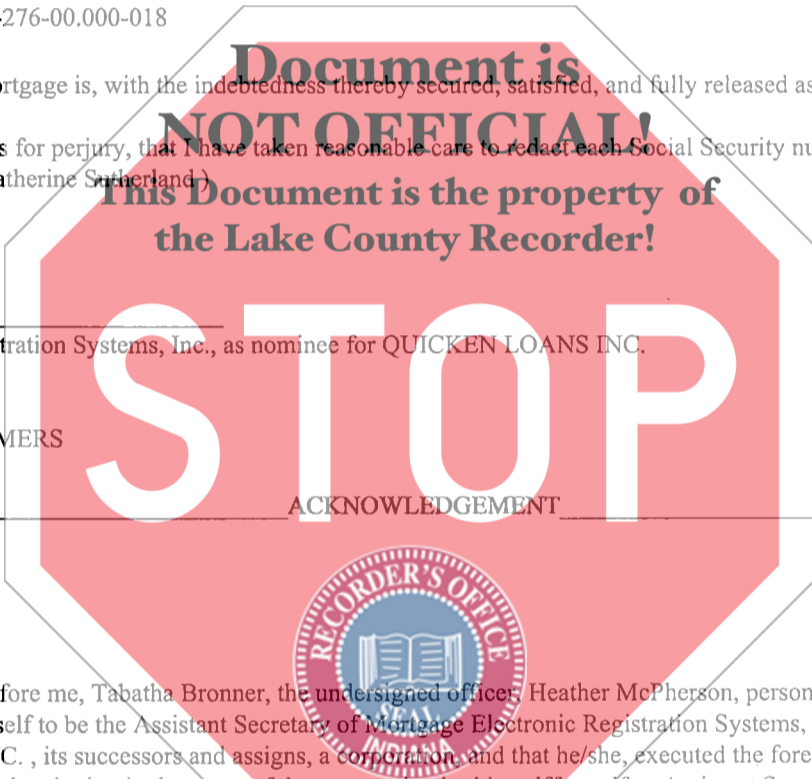 -276-00.000-018
Document is
rtgage is, with the indebtedness thereby secured, satisfied, and fully released as
NOT OFFICIAL!
s for perjury, that I have taken reasonable care to redact each Social Security nu
atherine Sutherland )
This Document is the property of
the Lake County Recorder!
STOP
tration Systems, Inc., as nominee for QUICKEN LOANS INC.
MERS
ACKNOWLEDGEMENT
RECORDER'S OFFICE
SEAL
INDIANA
fore me, Tabatha Bronner, the undersigned officer, Heather McPherson, person
self to be the Assistant Secretary of Mortgage Electronic Registration Systems,
C. , its successors and assigns, a corporation, and that he/she, executed the fore